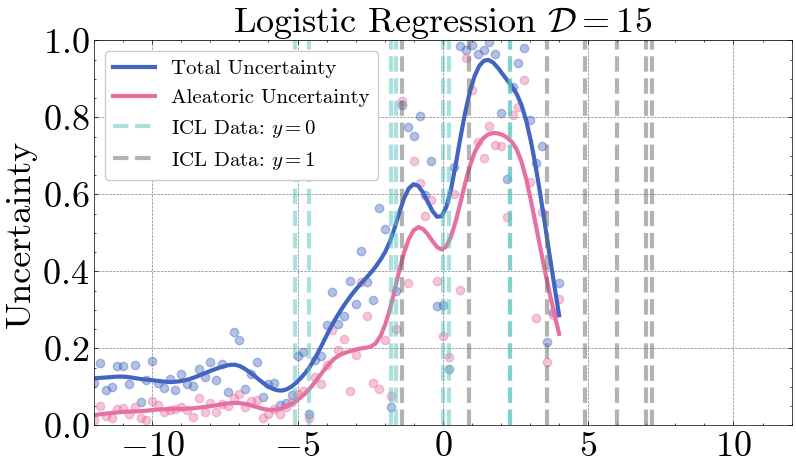 Logistic Regression 𝒟 = 15
Uncertainty
1.0
0.8
0.6
0.4
0.2
0.0
Total Uncertainty
Aleatoric Uncertainty
ICL Data: y = 0
ICL Data: y = 1
−10 −5 0 5 10